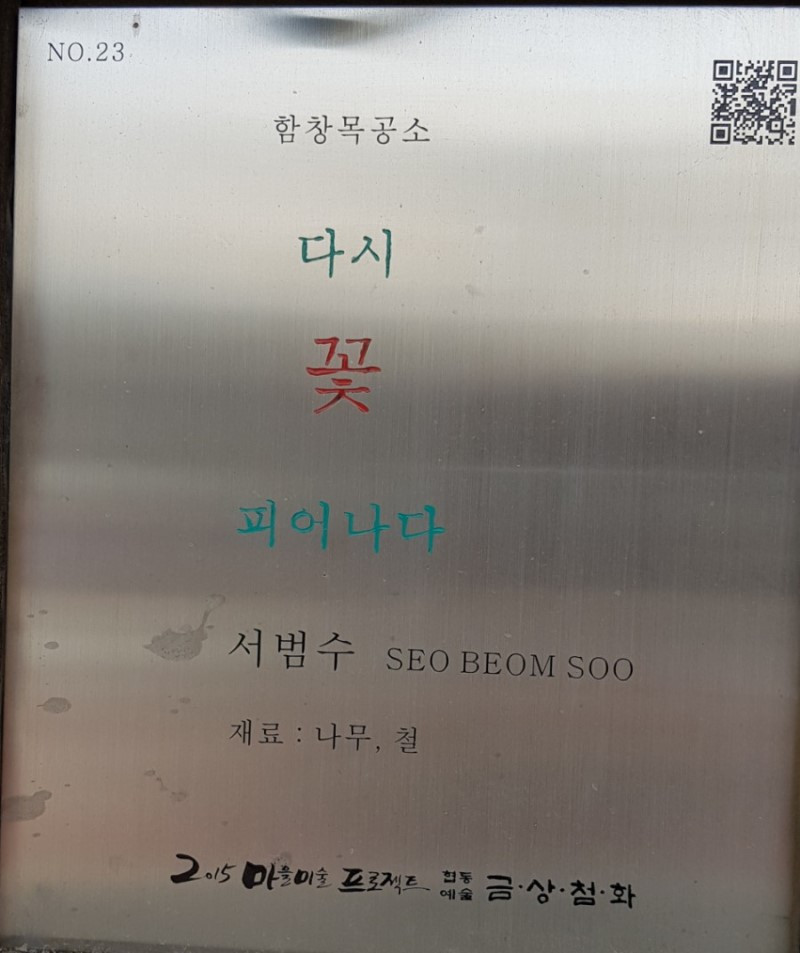 NO.23
함창목공소
다시
꽃
피어나다
서범수 SEO BEOM SOO
재료 : 나무, 철
2015 마을미술 프로젝트 협동예술 금·상·첨·화